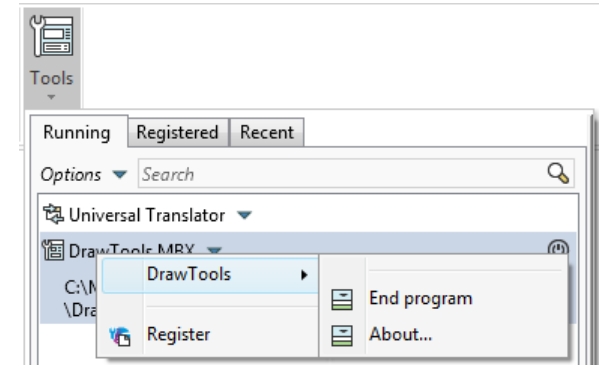 Tools
Running Registered Recent
Options Search
Universal Translator
DrawTools MBX
DrawTools
End program
C:\
\Dra
Register About...